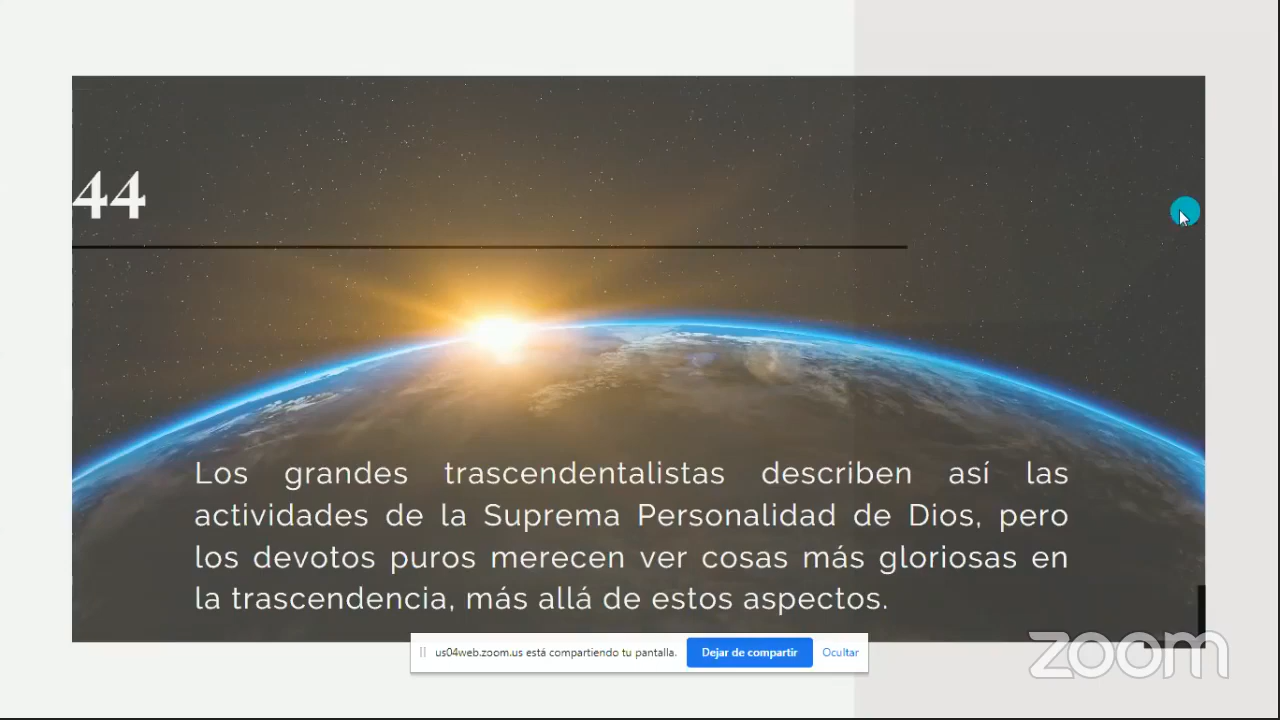 44
Los grandes trascendentalistas describen así las
actividades de la Suprema Personalidad de Dios, pero
los devotos puros merecen ver cosas más gloriosas en
la trascendencia, más allá de estos aspectos.
us04web.zoom.us está compartiendo tu pantalla. Dejar de compartir Ocultar
zoom